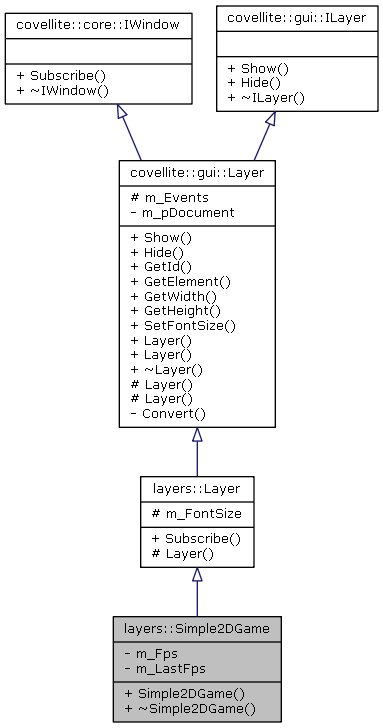 covellite::core::IWindow
+ Subscribe()
+ ~IWindow()
covellite::gui::ILayer
+ Show()
+ Hide()
+ ~ILayer()
covellite::gui::Layer
# m_Events
- m_pDocument
+ Show()
+ Hide()
+ GetId()
+ GetElement()
+ GetWidth()
+ GetHeight()
+ SetFontSize()
+ Layer()
+ Layer()
+ ~Layer()
# Layer()
# Layer()
- Convert()
layers::Layer
# m_FontSize
+ Subscribe()
# Layer()
layers::Simple2DGame
- m_Fps
- m_LastFps
+ Simple2DGame()
+ ~Simple2DGame()